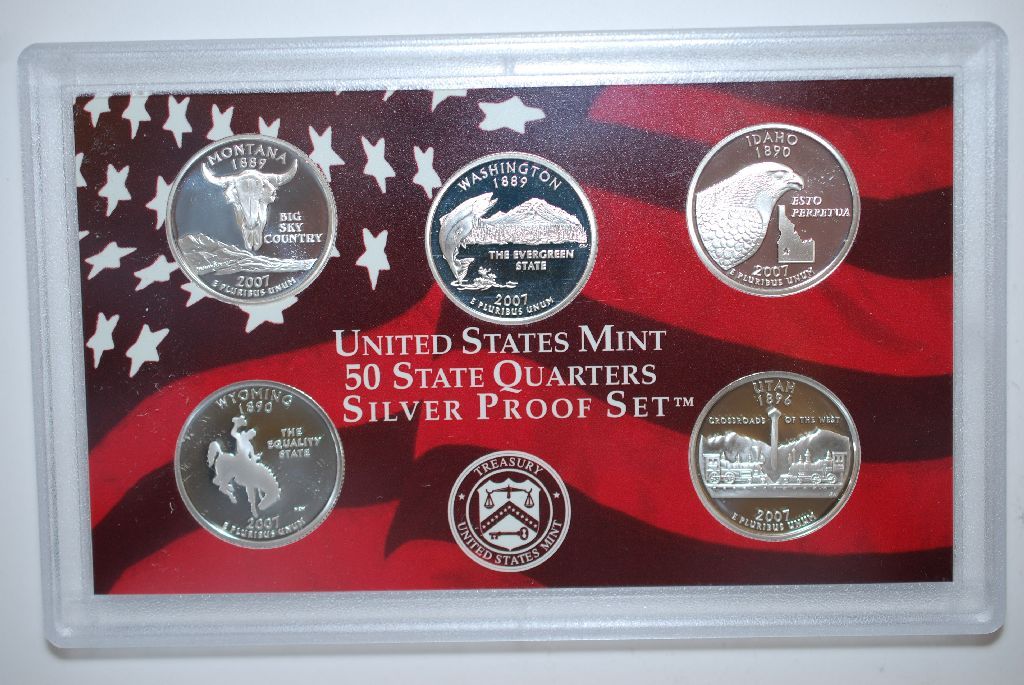 MONTANA
1889
BIG
SKY
COUNTRY
2007
E PLURIBUS UNUM
WASHINGTON
1889
THE EVERGREEN
STATE
2007
E PLURIBUS UNUM
IDAHO
1890
ESTO
PERPETUA
2007
E PLURIBUS UNUM
UNITED STATES MINT
50 STATE QUARTERS
SILVER PROOF SET™
WYOMING
1890
THE
EQUALITY
STATE
2007
E PLURIBUS UNUM
TREASURY
UNITED STATES MINT
UTAH
1896
CROSSROADS OF THE WEST
2007
E PLURIBUS UNUM